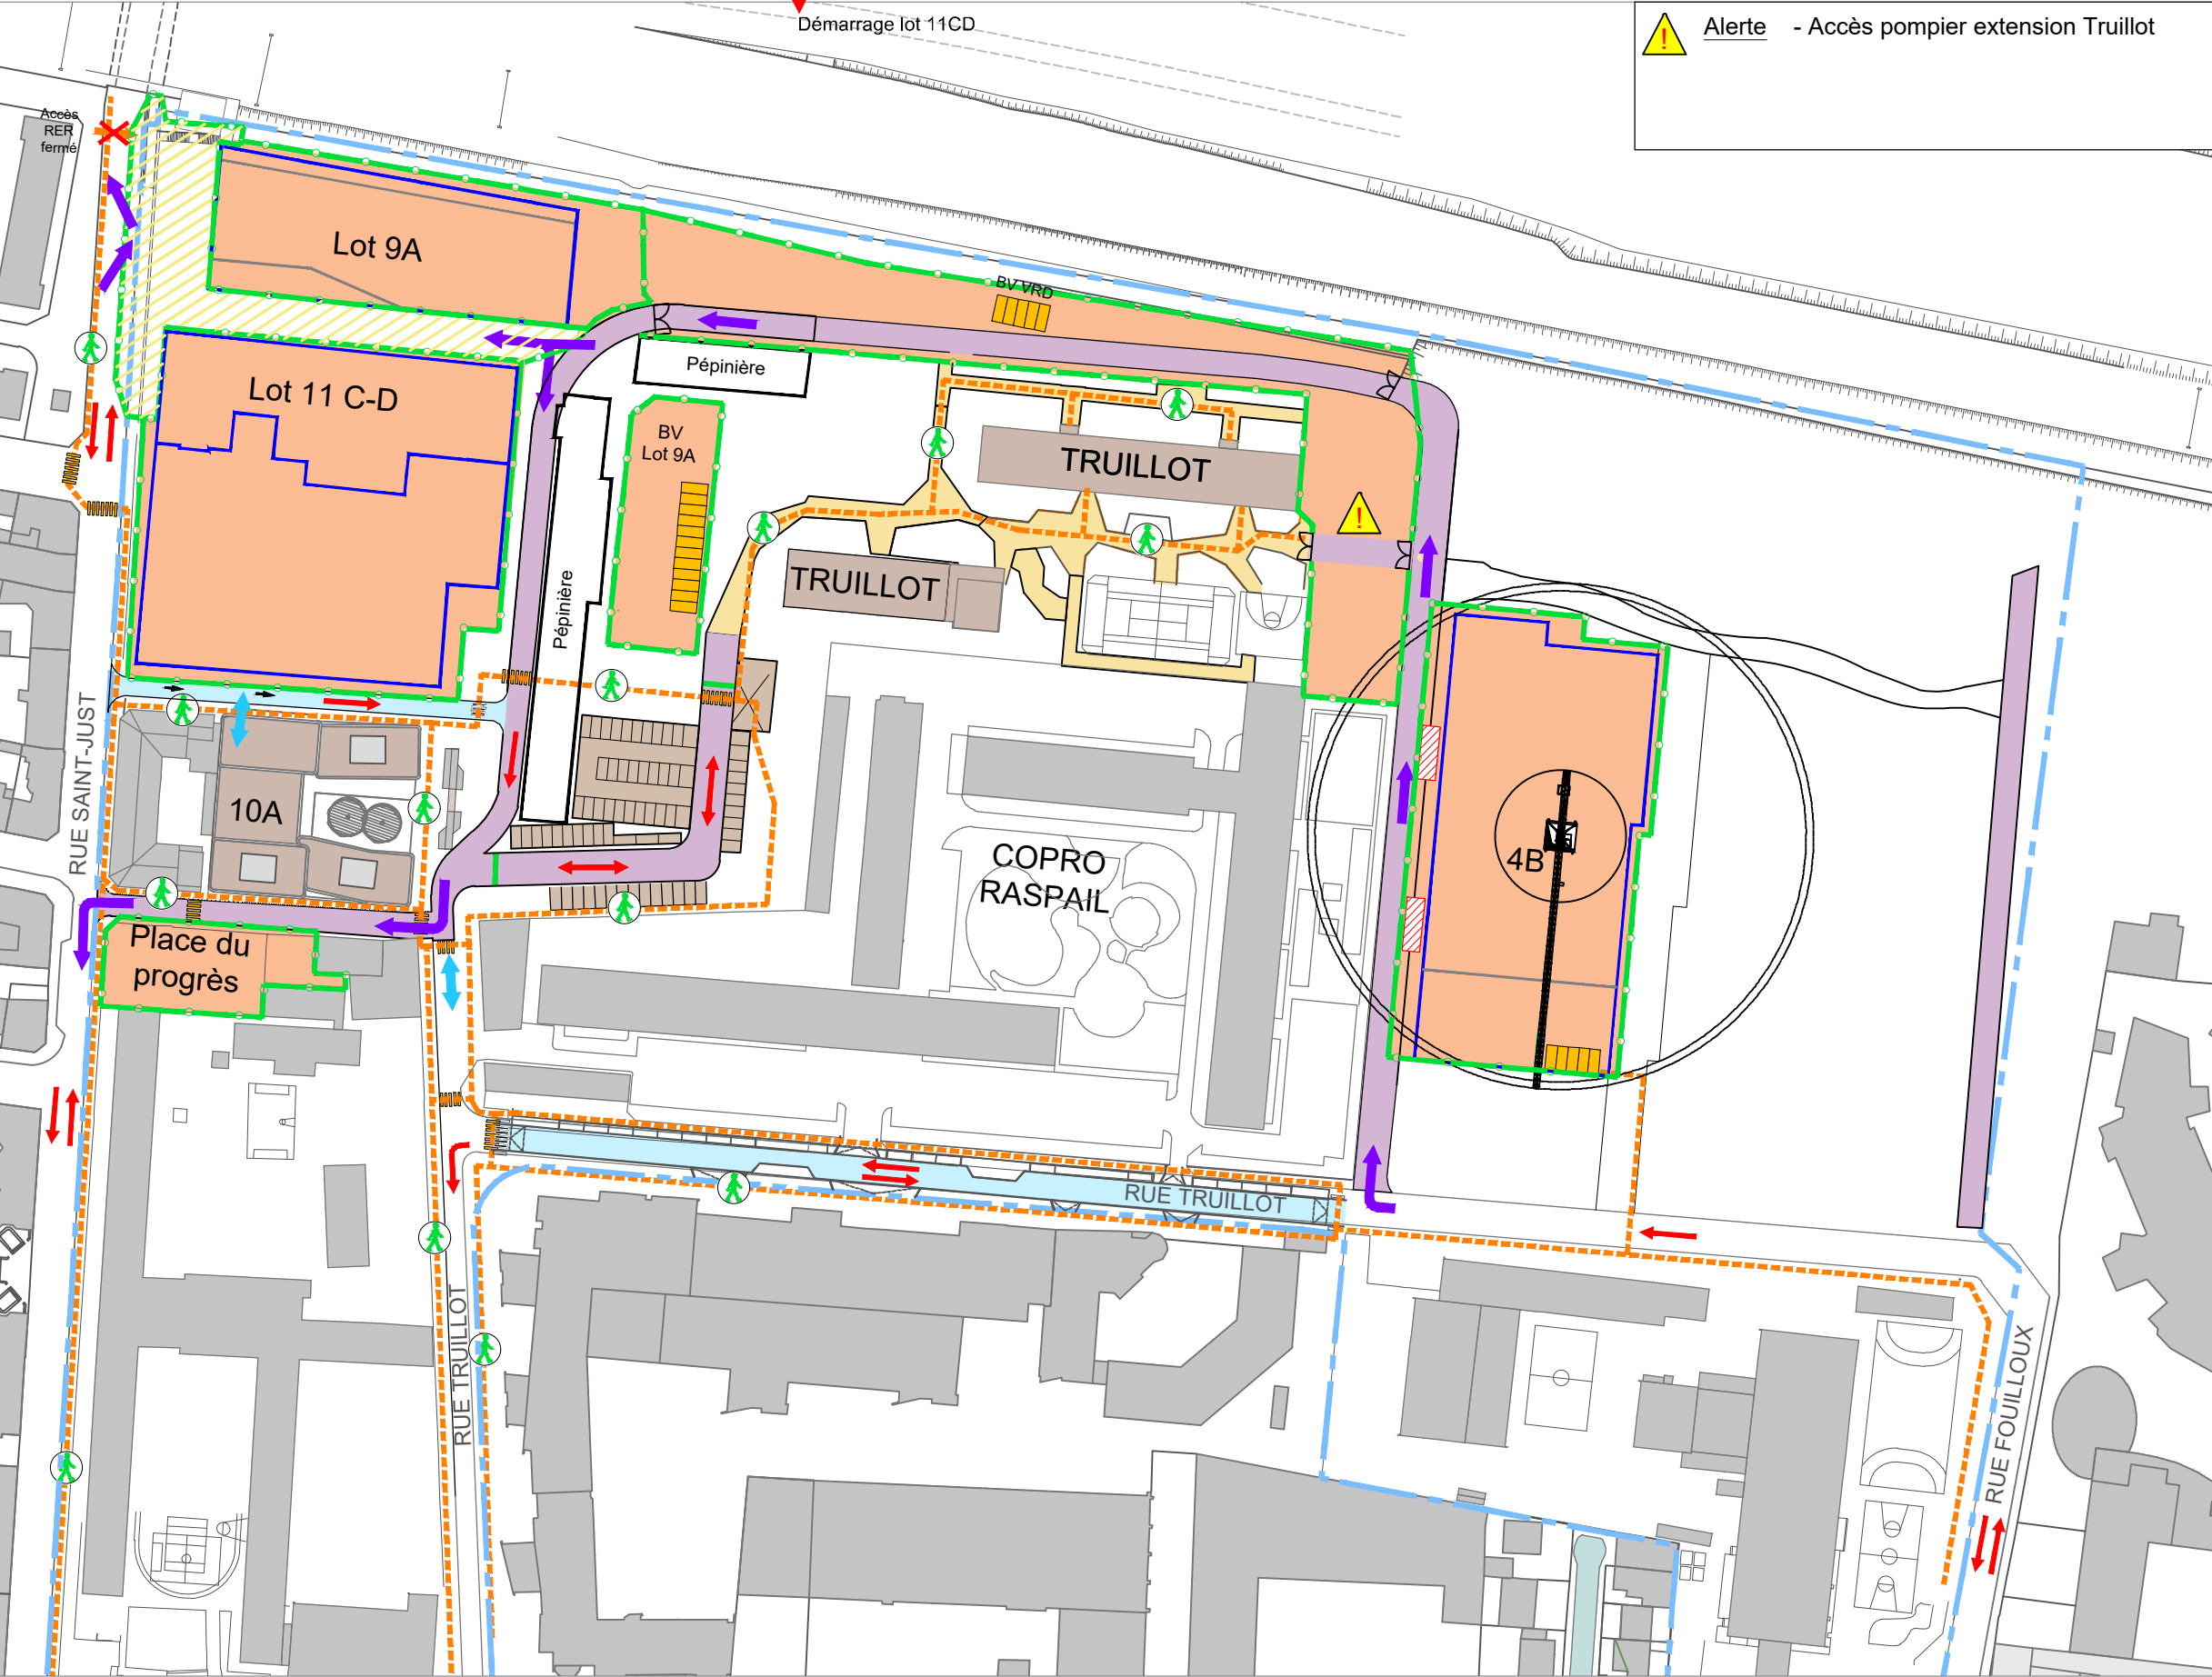 Démarrage lot 11CD
! Alerte - Accès pompier extension Truillot
Accès
RER
fermé
Lot 9A
BV VRD
Pépinière
Lot 11 C-D
BV
Lot 9A
TRUILLOT
!
TRUILLOT
Pépinière
RUE SAINT-JUST
10A
COPRO
RASPAIL
4B
Place du
progrès
RUE TRUILLOT
RUE TRUILLOT
RUE FOUILLOUX